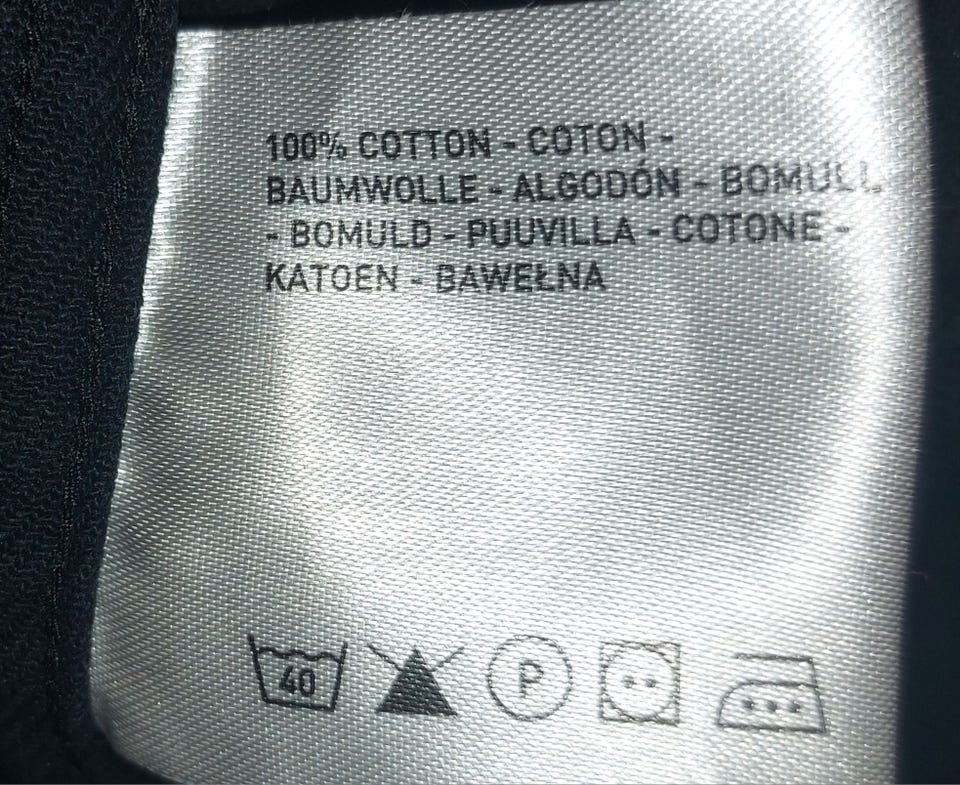 100% COTTON - COTON -
BAUMWOLLE - ALGODÓN - BOMULL
- BOMULD - PUUVILLA - COTONE -
KATOEN - BAWEŁNA
40 P